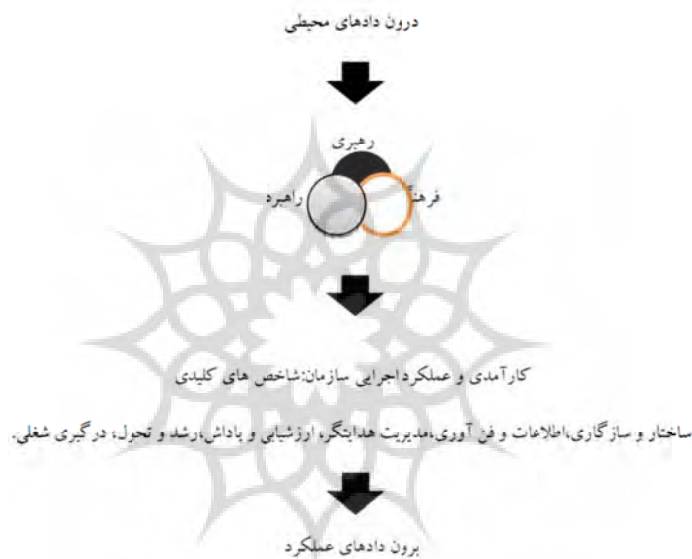 درون دادهای محیطی
رهبری
فرهنگ
راهبرد
کارآمدی و عملکرد اجرایی سازمان:شاخص های کلیدی
ساختار و سازگاری،اطلاعات و فن آوری،مدیریت هدایتگر، ارزشیابی و پاداش،رشد و تحول، درگیری شغلی.
برون دادهای عملکرد